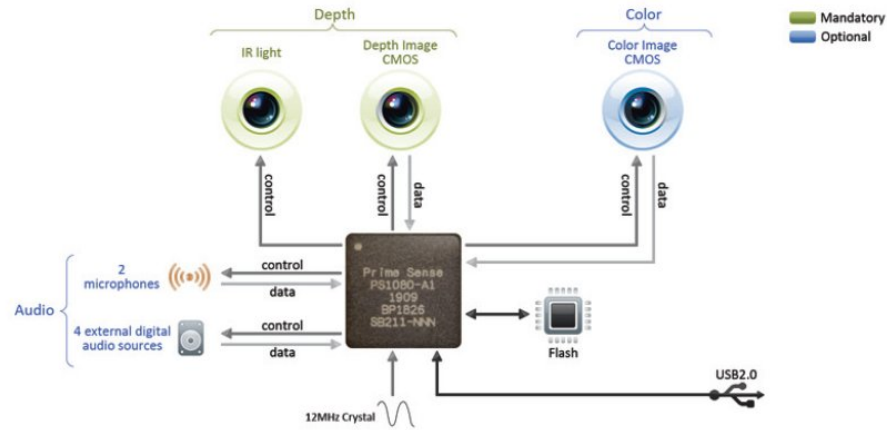 Depth
Color
Mandatory
Optional
IR light
Depth Image
CMOS
Color Image
CMOS
control
control
data
control
data
2
microphones
control
data
Audio
4 external digital
audio sources
control
data
Prime Sense
PS1080-A1
1909
BP1826
SB211-NNN
Flash
USB2.0
12MHz Crystal